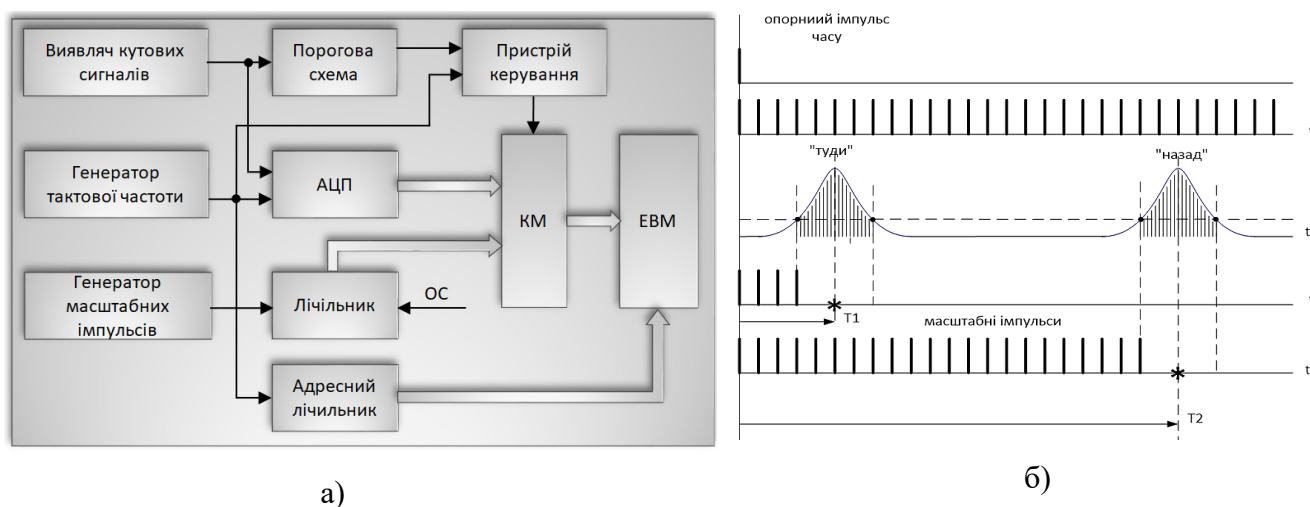 Виявляч кутових
сигналів
Порогова
схема
Пристрій
керування
Генератор
тактової частоти
АЦП
КМ
ЕВМ
Генератор
масштабних
імпульсів
Лічільник
ОС
Адресний
лічильник
а)
опорниий імпульс
часу
"туди"
"назад"
t
T1
масштабні імпульси
t
T2
б)